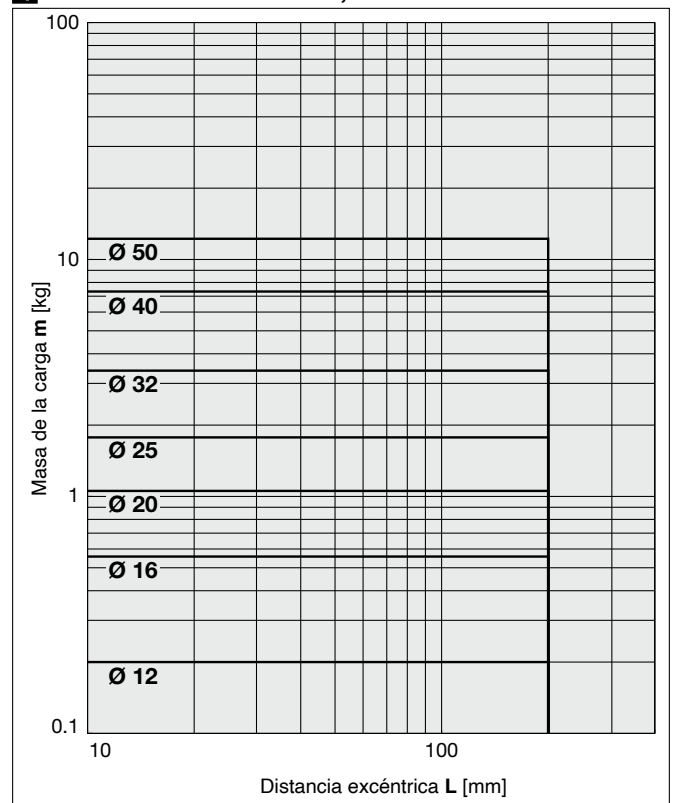 100
Ø 50
10
Ø 40
Ø 32
Ø 25
1
Ø 20
Ø 16
Ø 12
0.1
10 100
Masa de la carga m [kg]
Distancia excéntrica L [mm]